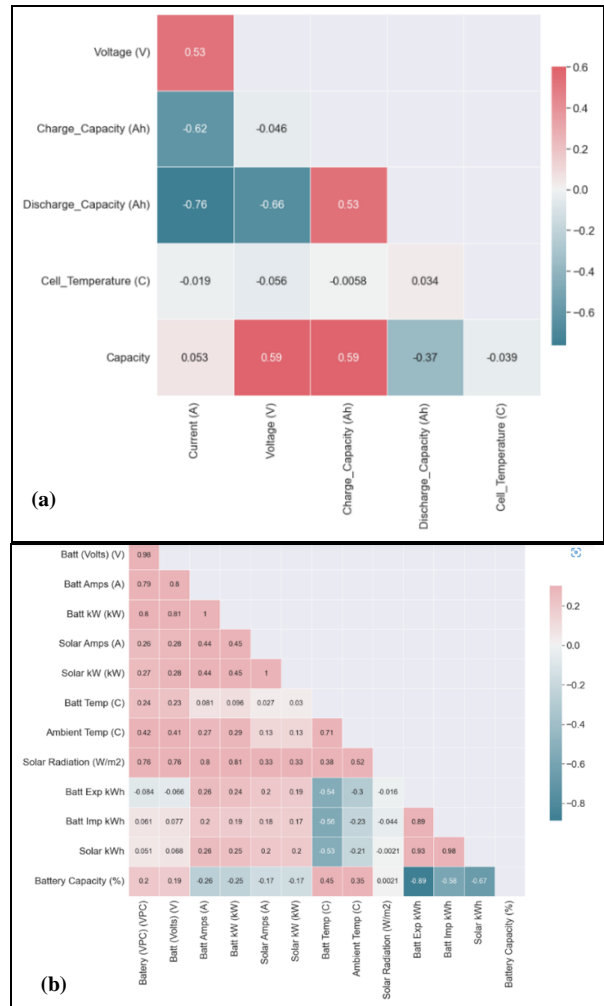 Voltage (V) 0.53
0.6
Charge_Capacity (Ah) -0.62 -0.046
0.4
0.2
Discharge_Capacity (Ah) -0.76 -0.66 0.53
0.0
-0.2
Cell_Temperature (C) -0.019 -0.056 -0.0058 0.034
-0.4
-0.6
Capacity 0.053 0.59 0.59 -0.37 -0.039
Current (A) Voltage (V) Charge_Capacity (Ah) Discharge_Capacity (Ah) Cell_Temperature (C)
(a)
Batt (Volts) (V) 0.98
Batt Amps (A) 0.79 0.8
0.2
Batt kW (kW) 0.8 0.81 1
Solar Amps (A) 0.26 0.28 0.44 0.45
0.0
Solar kW (kW) 0.27 0.28 0.44 0.45 1
-0.2
Batt Temp (C) 0.24 0.23 0.081 0.096 0.027 0.03
Ambient Temp (C) 0.42 0.41 0.27 0.29 0.13 0.13 0.71
-0.4
Solar Radiation (W/m2) 0.76 0.76 0.8 0.81 0.33 0.33 0.38 0.52
Batt Exp kWh -0.084 -0.066 0.26 0.24 0.2 0.19 -0.54 -0.3 -0.016
-0.6
Batt Imp kWh 0.061 0.077 0.2 0.19 0.18 0.17 -0.56 -0.23 -0.044 0.89
Solar kWh 0.051 0.068 0.26 0.25 0.2 0.2 -0.53 -0.21 -0.0021 0.93 0.98
-0.8
Battery Capacity (%) 0.2 0.19 -0.26 -0.25 -0.17 -0.17 0.45 0.35 0.0021 -0.89 -0.58 -0.67
Batery (VPC) (VPC) Batt (Volts) (V) Batt Amps (A) Batt kW (kW) Solar Amps (A) Solar kW (kW) Batt Temp (C) Ambient Temp (C) Solar Radiation (W/m2) Batt Exp kWh Batt Imp kWh Solar kWh Battery Capacity (%)
(b)